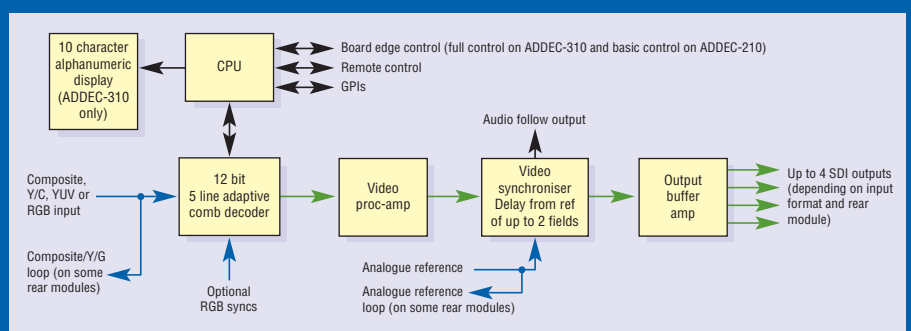 10 character
alphanumeric
display
(ADDEC-310
only)
CPU
Board edge control (full control on ADDEC-310 and basic control on ADDEC-210)
Remote control
GPIs
Audio follow output
Composite,
Y/C, YUV or
RGB input
12 bit
5 line adaptive
comb decoder
Video
proc-amp
Video
synchroniser
Delay from ref
of up to 2 fields
Output
buffer
amp
Up to 4 SDI outputs
(depending on input
format and rear
module)
Composite/Y/G
loop (on some
rear modules)
Optional
RGB syncs
Analogue reference
Analogue reference
loop (on some rear modules)